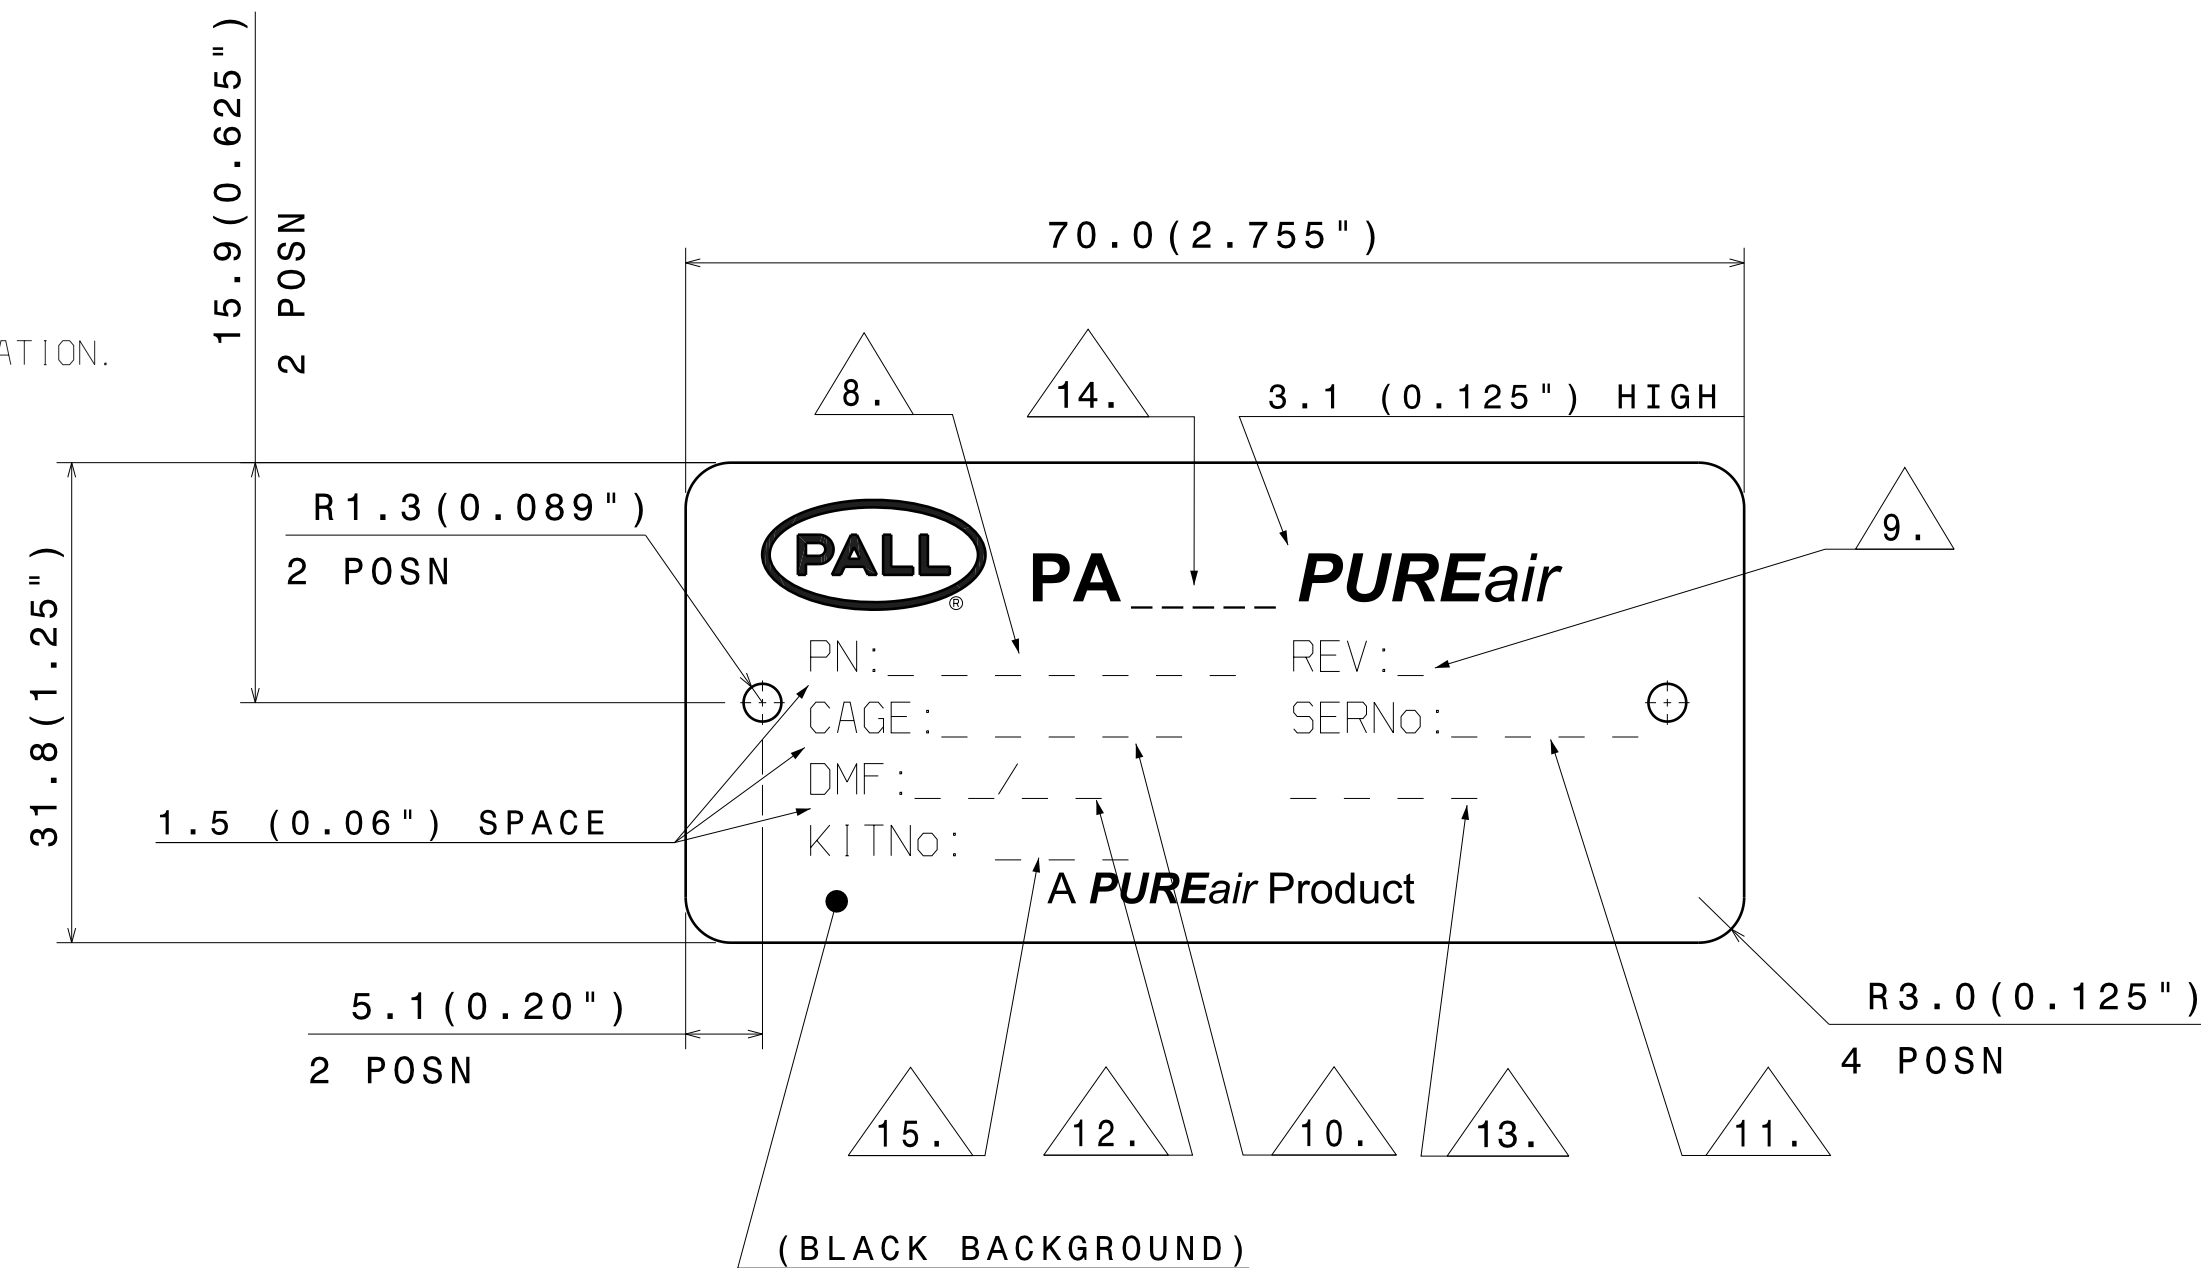 15.9(0.625")
2 POSN
70.0(2.755")
ATION.
8.
14.
3.1 (0.125") HIGH
9.
R1.3(0.089")
2 POSN
31.8(1.25")
PALL
®
PA _ _ _ _ _ PUREair
PN:_ _ _ _ _ _ _ REV:_
CAGE:_ _ _ _ _ SERNo:_ _ _ _
DMF:_ _/_ _ _ _ _ _
1.5 (0.06") SPACE
KITNo: _ _ _
A PUREair Product
5.1(0.20")
2 POSN
R3.0(0.125")
4 POSN
15.
12.
10.
13.
11.
(BLACK BACKGROUND)